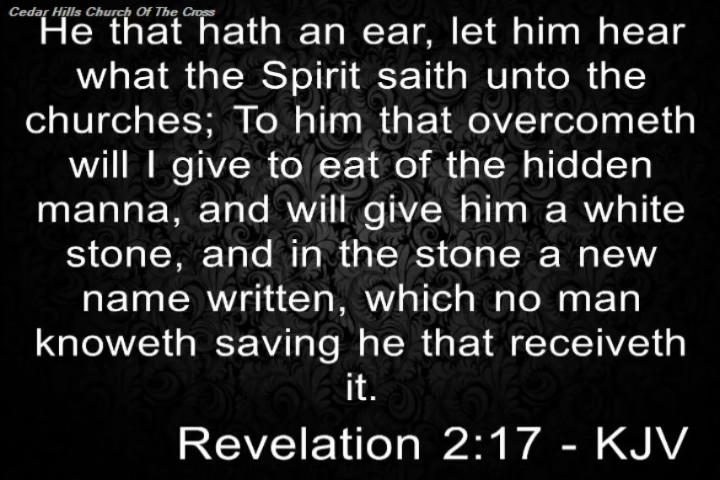 Cedar Hills Church Of The Cross
He that hath an ear, let him hear
what the Spirit saith unto the
churches; To him that overcometh
will I give to eat of the hidden
manna, and will give him a white
stone, and in the stone a new
name written, which no man
knoweth saving he that receiveth
it.
Revelation 2:17 - KJV